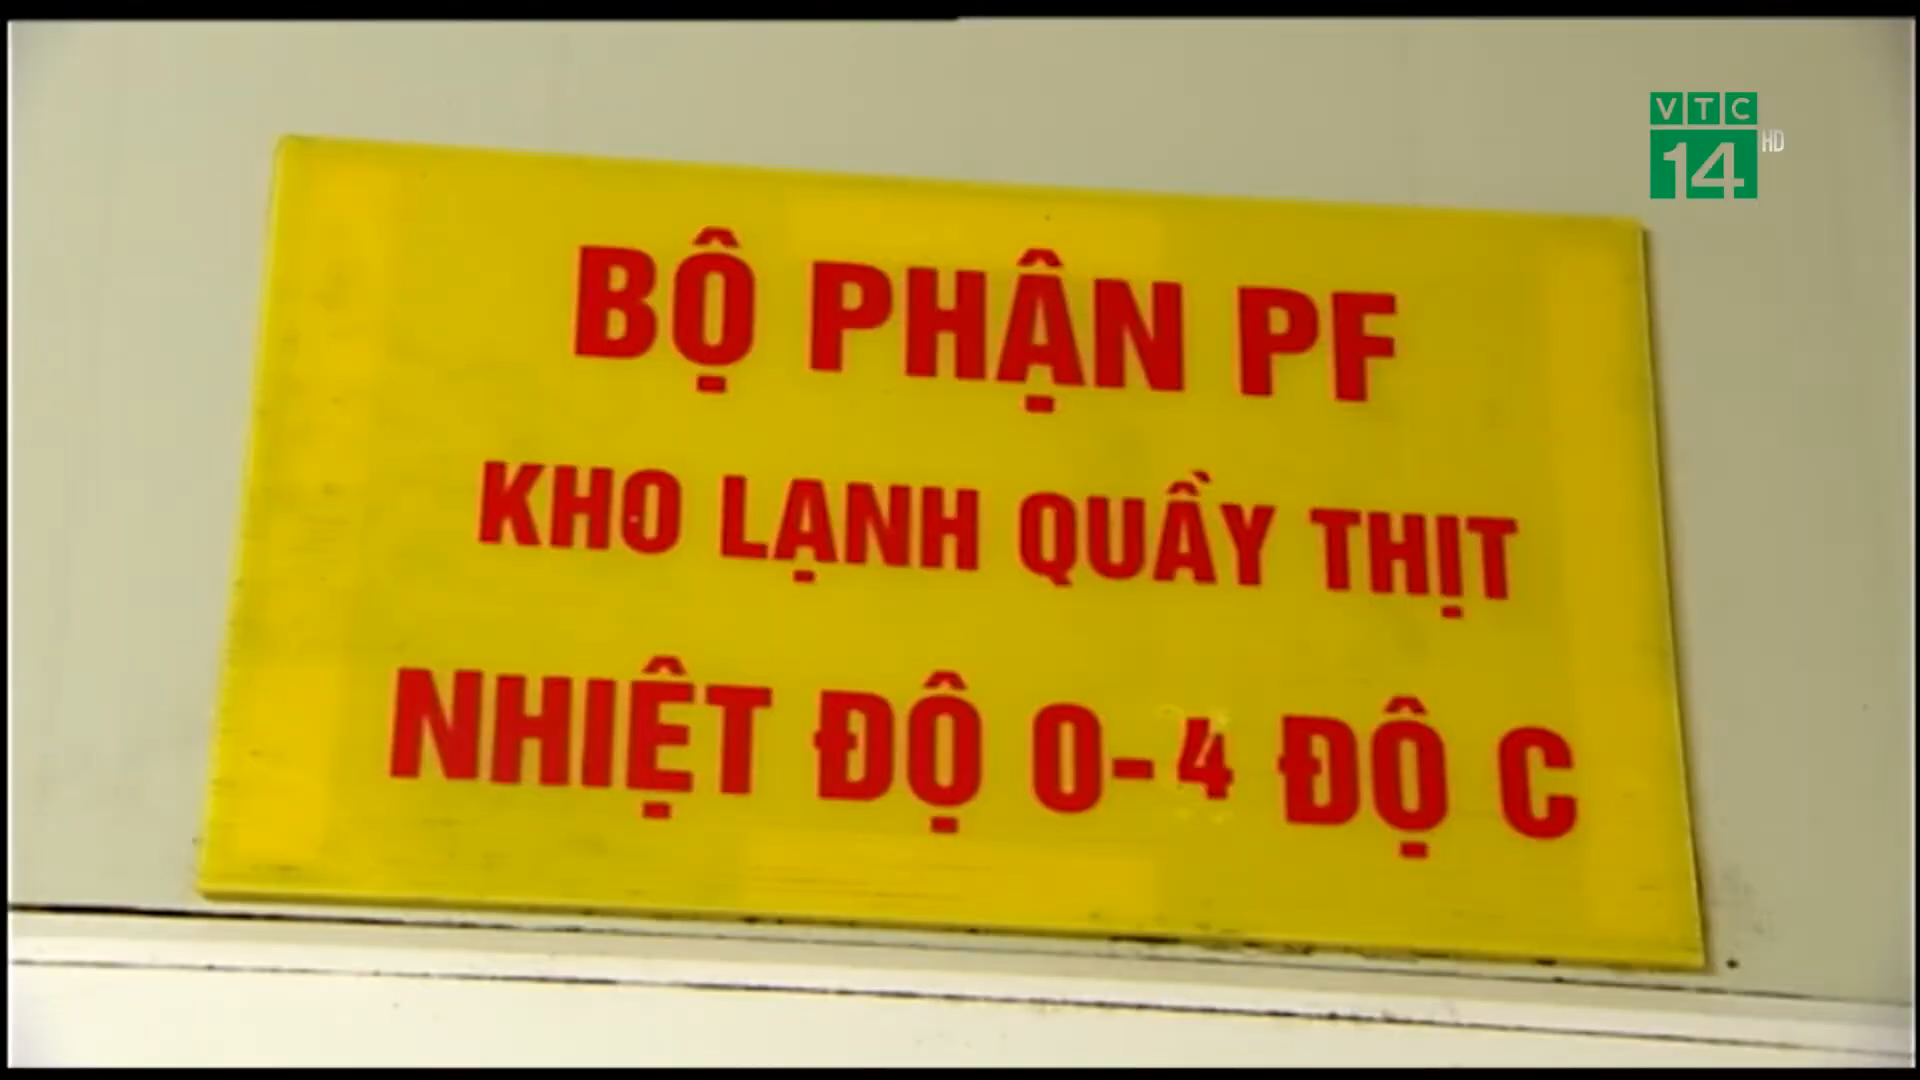 VTC
14 HD
BỘ PHẬN PF
KHO LẠNH QUẦY THỊT
NHIỆT ĐỘ 0-4 ĐỘ C